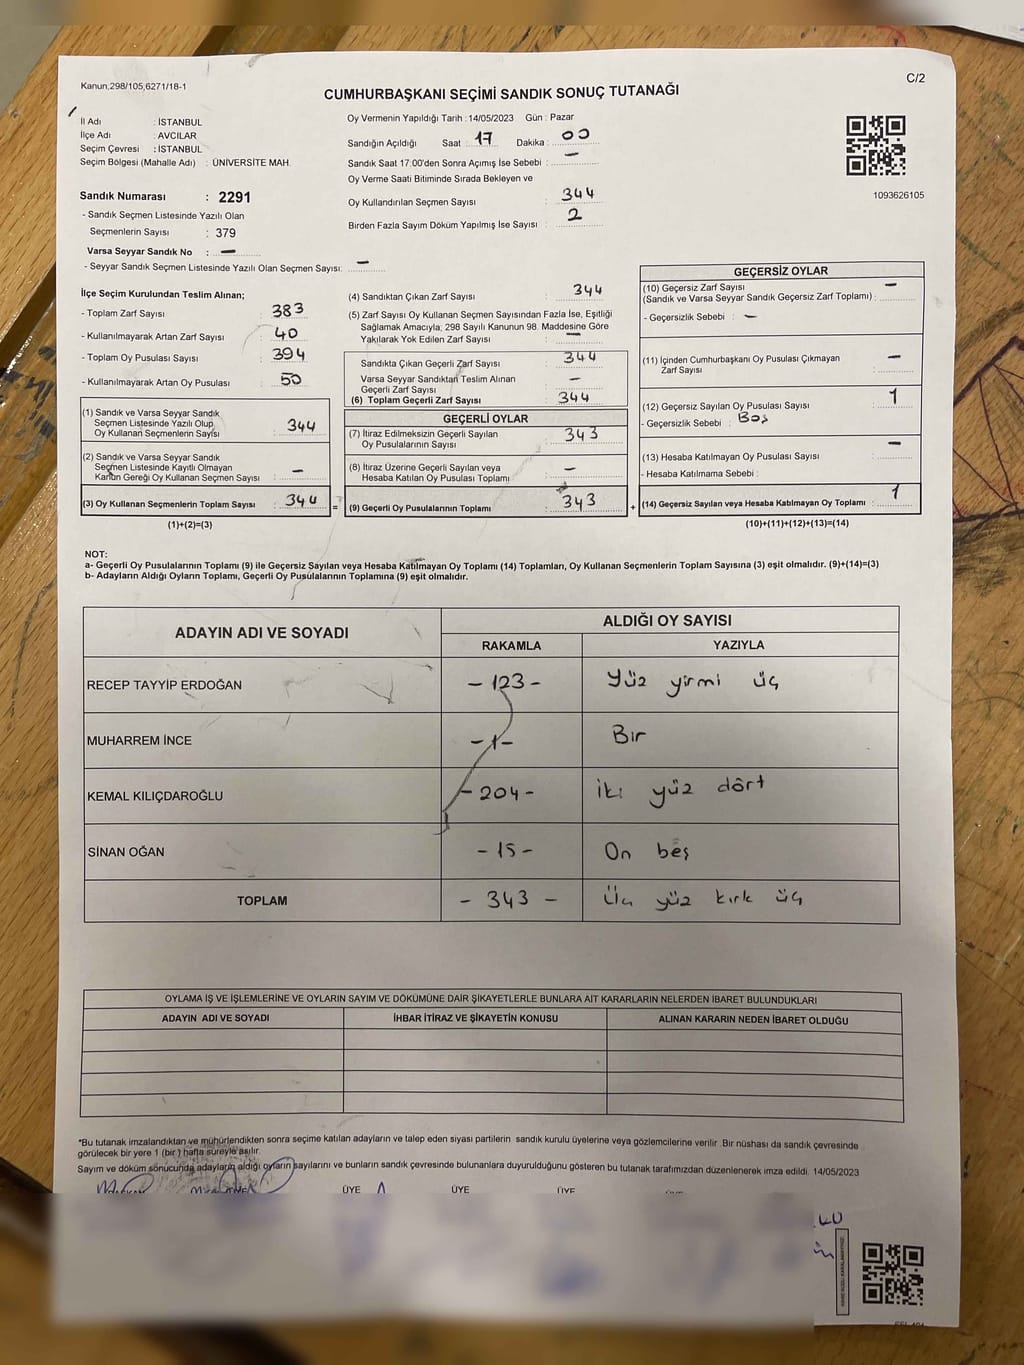 Kanun;298/105;6271/18-1
C/2
CUMHURBAŞKANI SEÇİMİ SANDIK SONUÇ TUTANAĞI
İl Adı : İSTANBUL
İlçe Adı : AVCILAR
Seçim Çevresi : İSTANBUL
Seçim Bölgesi (Mahalle Adı) : ÜNİVERSİTE MAH.
Sandık Numarası : 2291
- Sandık Seçmen Listesinde Yazılı Olan
Seçmenlerin Sayısı : 379
Varsa Seyyar Sandık No : —
- Seyyar Sandık Seçmen Listesinde Yazılı Olan Seçmen Sayısı: —
Oy Vermenin Yapıldığı Tarih : 14/05/2023 Gün : Pazar
Sandığın Açıldığı Saat : 17 Dakika : 00
Sandık Saat 17:00'den Sonra Açımış İse Sebebi : —
Oy Verme Saati Bitiminde Sırada Bekleyen ve
Oy Kullandırılan Seçmen Sayısı : 344
Birden Fazla Sayım Döküm Yapılmış İse Sayısı : 2
1093626105
İlçe Seçim Kurulundan Teslim Alınan;
- Toplam Zarf Sayısı : 383
- Kullanılmayarak Artan Zarf Sayısı : 40
- Toplam Oy Pusulası Sayısı : 394
- Kullanılmayarak Artan Oy Pusulası : 50
(1) Sandık ve Varsa Seyyar Sandık
Seçmen Listesinde Yazılı Olup
Oy Kullanan Seçmenlerin Sayısı 344
(2) Sandık ve Varsa Seyyar Sandık
Seçmen Listesinde Kayıtlı Olmayan
Kanun Gereği Oy Kullanan Seçmen Sayısı : —
(3) Oy Kullanan Seçmenlerin Toplam Sayısı : 344 =
(1)+(2)=(3)
(4) Sandıktan Çıkan Zarf Sayısı : 344
(5) Zarf Sayısı Oy Kullanan Seçmen Sayısından Fazla İse, Eşitliği
Sağlamak Amacıyla; 298 Sayılı Kanunun 98. Maddesine Göre
Yakılarak Yok Edilen Zarf Sayısı : —
Sandıkta Çıkan Geçerli Zarf Sayısı : 344
Varsa Seyyar Sandıktan Teslim Alınan
Geçerli Zarf Sayısı : —
(6) Toplam Geçerli Zarf Sayısı : 344
GEÇERLİ OYLAR
(7) İtiraz Edilmeksizin Geçerli Sayılan
Oy Pusulalarının Sayısı : 343
(8) İtiraz Üzerine Geçerli Sayılan veya
Hesaba Katılan Oy Pusulası Toplamı : —
(9) Geçerli Oy Pusulalarının Toplamı : 343 +
GEÇERSİZ OYLAR
(10) Geçersiz Zarf Sayısı —
(Sandık ve Varsa Seyyar Sandık Geçersiz Zarf Toplamı) :
- Geçersizlik Sebebi : —
(11) İçinden Cumhurbaşkanı Oy Pusulası Çıkmayan —
Zarf Sayısı :
(12) Geçersiz Sayılan Oy Pusulası Sayısı : 1
- Geçersizlik Sebebi : Boş
(13) Hesaba Katılmayan Oy Pusulası Sayısı : —
- Hesaba Katılmama Sebebi :
(14) Geçersiz Sayılan veya Hesaba Katılmayan Oy Toplamı : 1
(10)+(11)+(12)+(13)=(14)
NOT:
a- Geçerli Oy Pusulalarının Toplamı (9) ile Geçersiz Sayılan veya Hesaba Katılmayan Oy Toplamı (14) Toplamları, Oy Kullanan Seçmenlerin Toplam Sayısına (3) eşit olmalıdır. (9)+(14)=(3)
b- Adayların Aldığı Oyların Toplamı, Geçerli Oy Pusulalarının Toplamına (9) eşit olmalıdır.
ADAYIN ADI VE SOYADI
ALDIĞI OY SAYISI
RAKAMLA YAZIYLA
RECEP TAYYİP ERDOĞAN - 123 - Yüz yirmi üç
MUHARREM İNCE - 1 - Bir
KEMAL KILIÇDAROĞLU - 204 - iki yüz dört
SİNAN OĞAN - 15 - On beş
TOPLAM - 343 - Üç yüz kırk üç
OYLAMA İŞ VE İŞLEMLERİNE VE OYLARIN SAYIM VE DÖKÜMÜNE DAİR ŞİKAYETLERLE BUNLARA AİT KARARLARIN NELERDEN İBARET BULUNDUKLARI
ADAYIN ADI VE SOYADI İHBAR İTİRAZ VE ŞİKAYETİN KONUSU ALINAN KARARIN NEDEN İBARET OLDUĞU
*Bu tutanak imzalandıktan ve mühürlendikten sonra seçime katılan adayların ve talep eden siyasi partilerin sandık kurulu üyelerine veya gözlemcilerine verilir. Bir nüshası da sandık çevresinde
görülecek bir yere 1 (bir) hafta süreyle asılır.
Sayım ve döküm sonucunda adayların aldığı oyların sayılarını ve bunların sandık çevresinde bulunanlara duyurulduğunu gösteren bu tutanak tarafımızdan düzenlenerek imza edildi. 14/05/2023
ÜYE ÜYE ÜYE